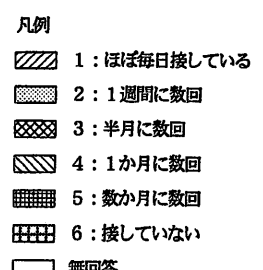 凡例
1：ほぼ毎日接している
2：1週間に数回
3：半月に数回
4：1か月に数回
5：数か月に数回
6：接していない
無回答